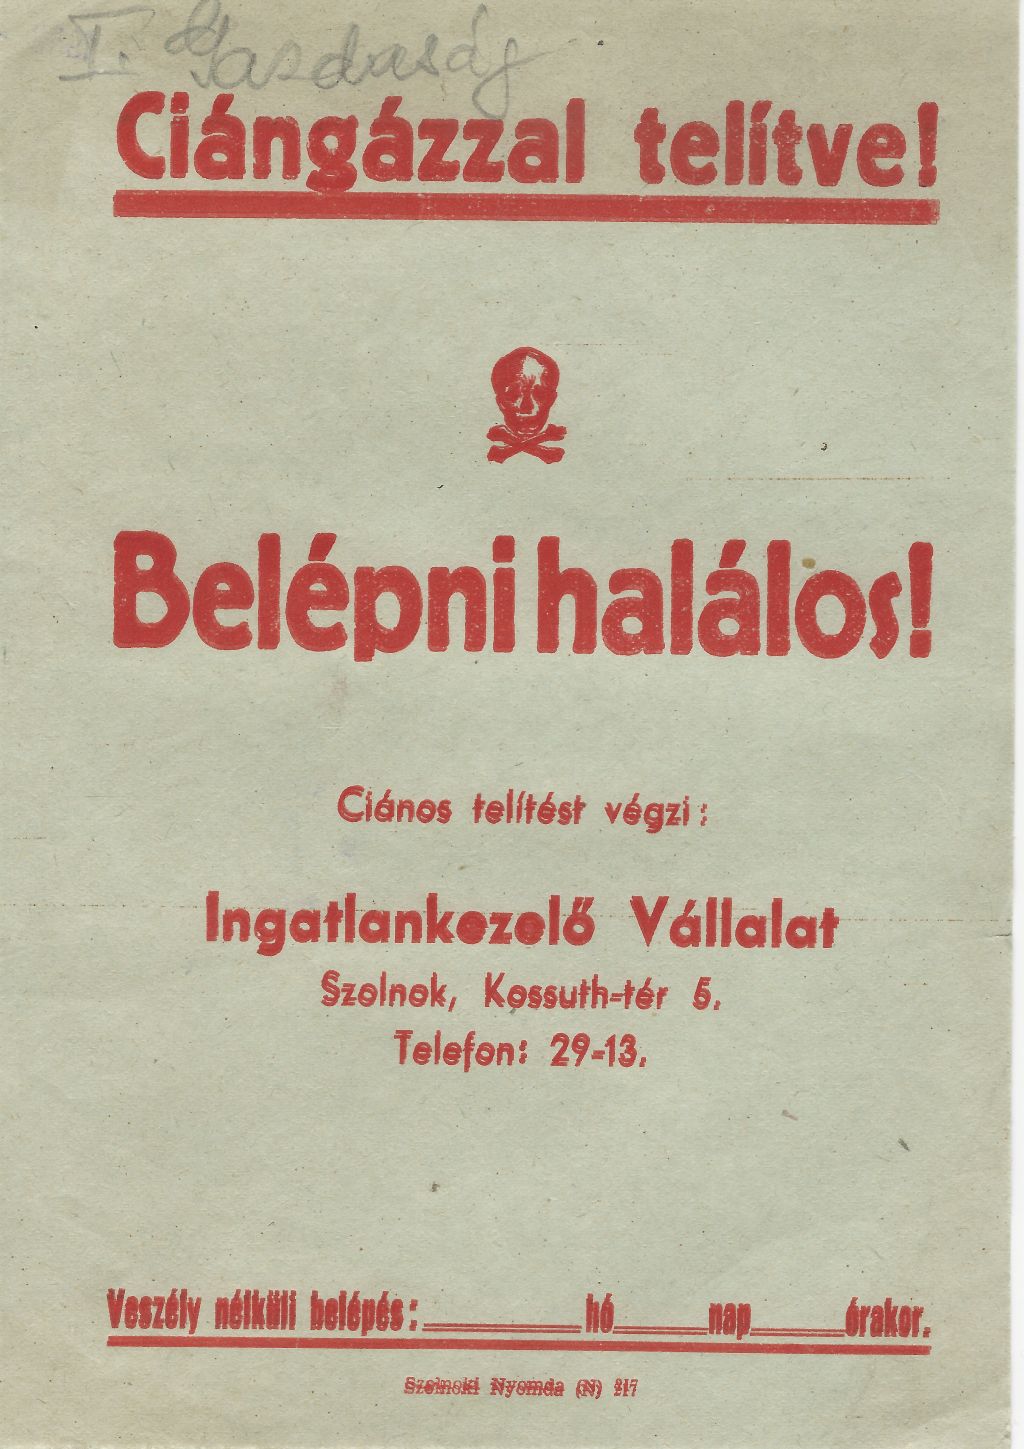 I. Gazdaság
Ciángázzal telítve!
Belépni halálos!
Ciános telítést végzi:
Ingatlankezelő Vállalat
Szolnok, Kossuth-tér 5.
Telefon: 29-13.
Veszély nélküli belépés: hó nap órakor.
Szolnoki Nyomda (N) 217